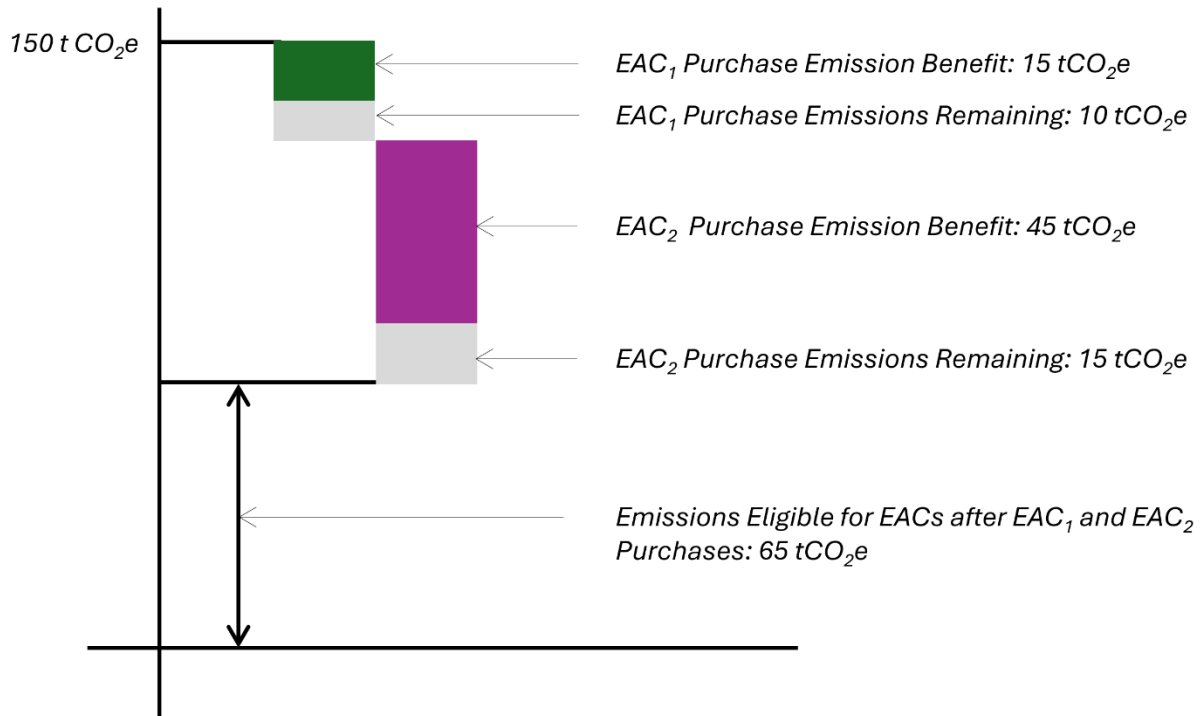 150 t CO₂e
EAC₁ Purchase Emission Benefit: 15 tCO₂e
EAC₁ Purchase Emissions Remaining: 10 tCO₂e
EAC₂ Purchase Emission Benefit: 45 tCO₂e
EAC₂ Purchase Emissions Remaining: 15 tCO₂e
Emissions Eligible for EACs after EAC₁ and EAC₂
Purchases: 65 tCO₂e